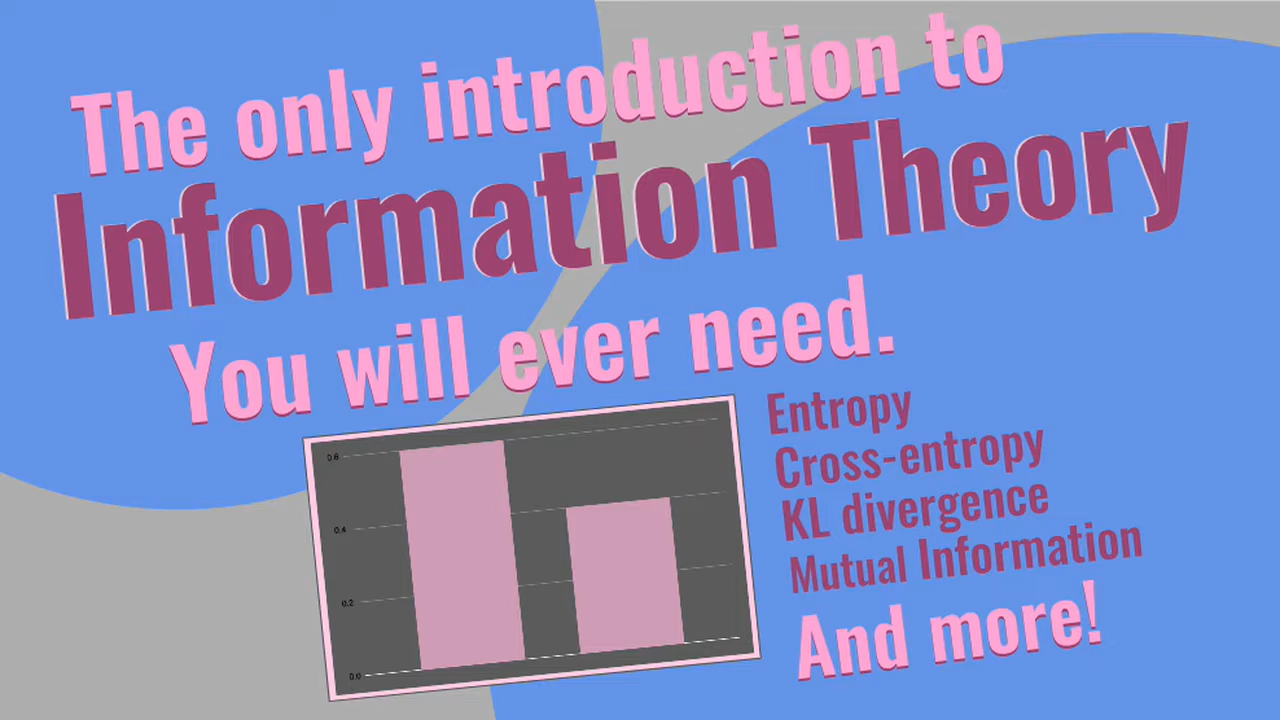 The only introduction to
Information Theory
You will ever need.
Entropy
Cross-entropy
KL divergence
Mutual Information
And more!
0.6
0.4
0.2
0.0